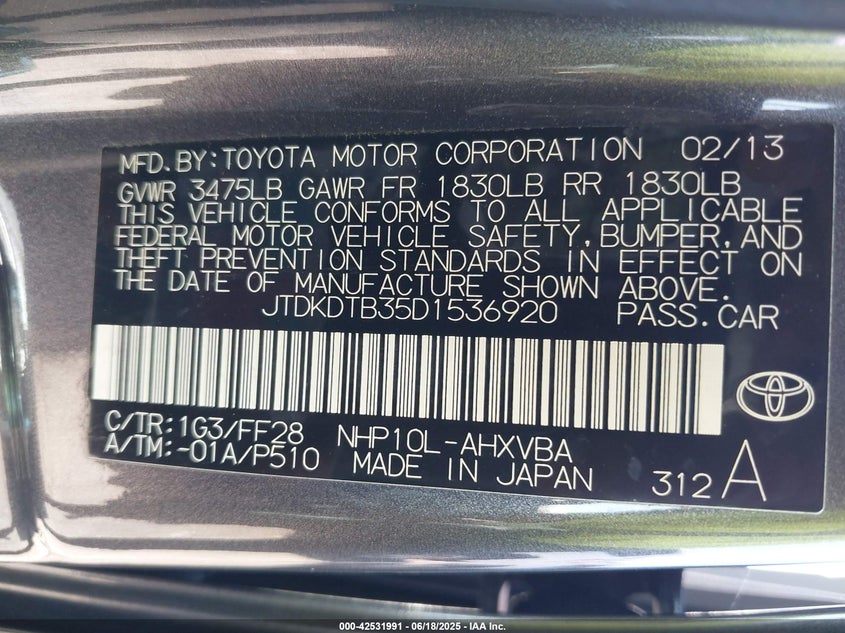 MFD.BY:TOYOTA MOTOR CORPORATION 02/13
GVWR 3475LB GAWR FR 1830LB RR 1830LB
THIS VEHICLE CONFORMS TO ALL APPLICABLE
FEDERAL MOTOR VEHICLE SAFETY,BUMPER,AND
THEFT PREVENTION STANDARDS IN EFFECT ON
THE DATE OF MANUFACTURE SHOWN ABOVE.
JTDKDTB35D1536920 PASS.CAR
C/TR:1G3/FF28 NHP10L-AHXVBA
A/TM:-01A/P510 MADE IN JAPAN 312 A
000-42531991 - 06/18/2025 - IAA Inc.